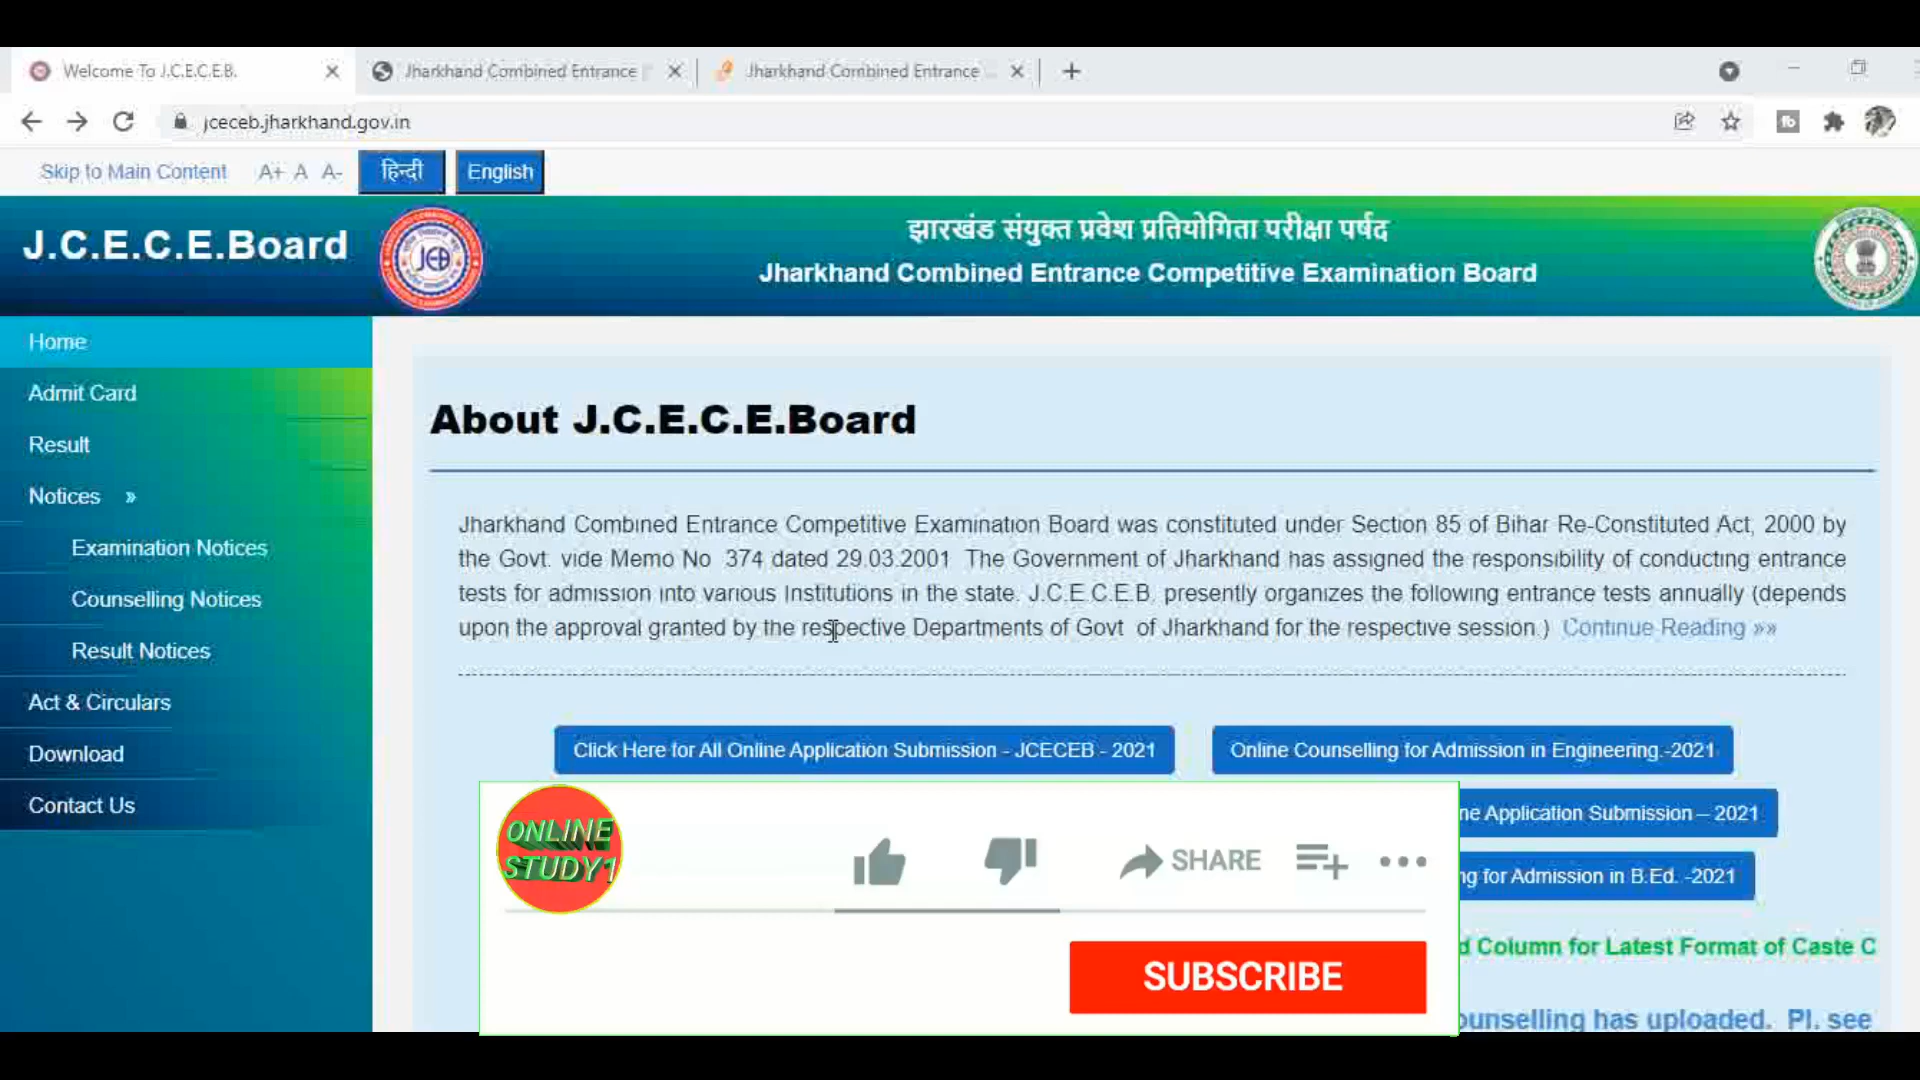 Welcome To J.C.E.C.E.B.
Jharkhand Combined Entrance
Jharkhand Combined Entrance
jceceb.jharkhand.gov.in
Skip to Main Content A+ A A- हिन्दी English
J.C.E.C.E.Board
JCEB
झारखंड संयुक्त प्रवेश प्रतियोगिता परीक्षा पर्षद
Jharkhand Combined Entrance Competitive Examination Board
Home
Admit Card
Result
Notices »
Examination Notices
Counselling Notices
Result Notices
Act & Circulars
Download
Contact Us
About J.C.E.C.E.Board
Jharkhand Combined Entrance Competitive Examination Board was constituted under Section 85 of Bihar Re-Constituted Act, 2000 by
the Govt. vide Memo No 374 dated 29.03.2001 The Government of Jharkhand has assigned the responsibility of conducting entrance
tests for admission into various Institutions in the state. J.C.E.C.E.B. presently organizes the following entrance tests annually (depends
upon the approval granted by the respective Departments of Govt of Jharkhand for the respective session.) Continue Reading »»
Click Here for All Online Application Submission - JCECEB - 2021
Online Counselling for Admission in Engineering.-2021
ne Application Submission – 2021
ng for Admission in B.Ed. -2021
d Column for Latest Format of Caste C
ounselling has uploaded. Pl. see
ONLINE
STUDY1
SHARE
SUBSCRIBE